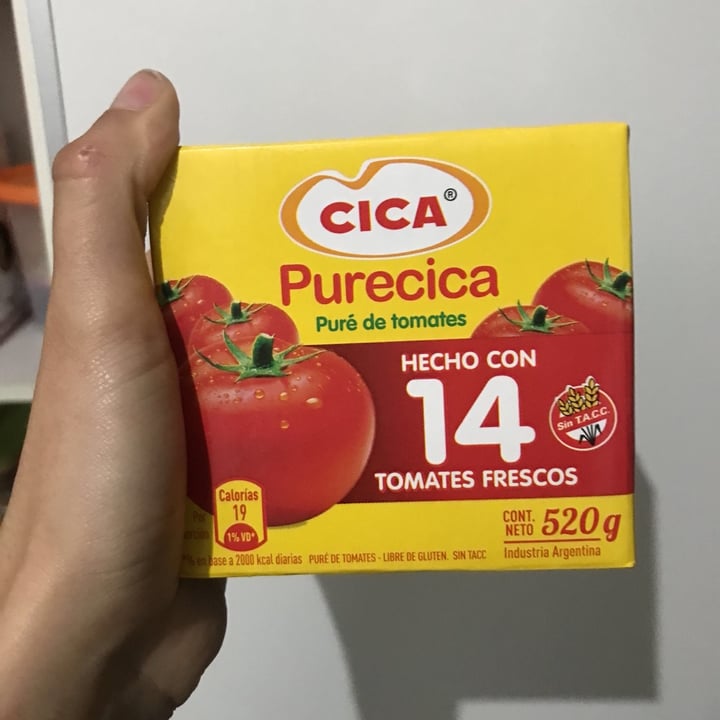 CICA®
Purecica
Puré de tomates
HECHO CON
14
TOMATES FRESCOS
Sin T.A.C.C.
Calorías
19
1% VD*
Por
CONT.
NETO 520g
Industria Argentina
% en base a 2000 kcal diarias PURÉ DE TOMATES - LIBRE DE GLUTEN. SIN TACC